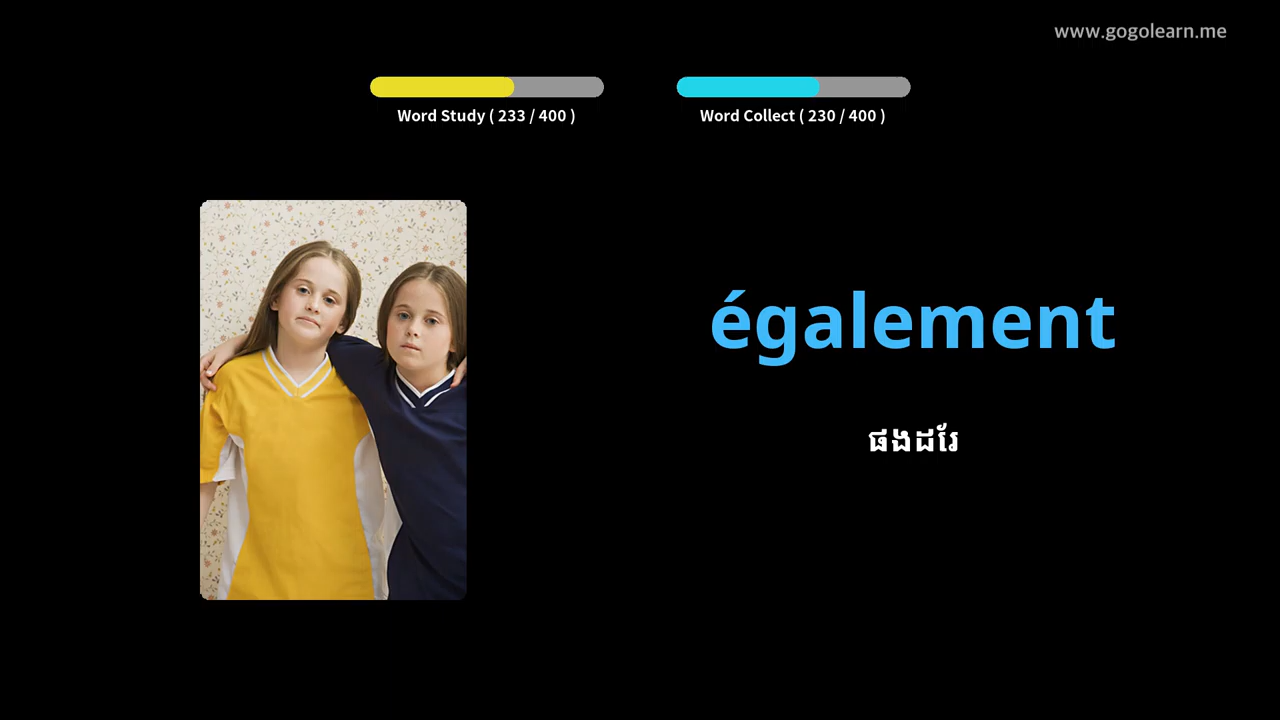 www.gogolearn.me
Word Study ( 233 / 400 )
Word Collect ( 230 / 400 )
également
ផងដែរ